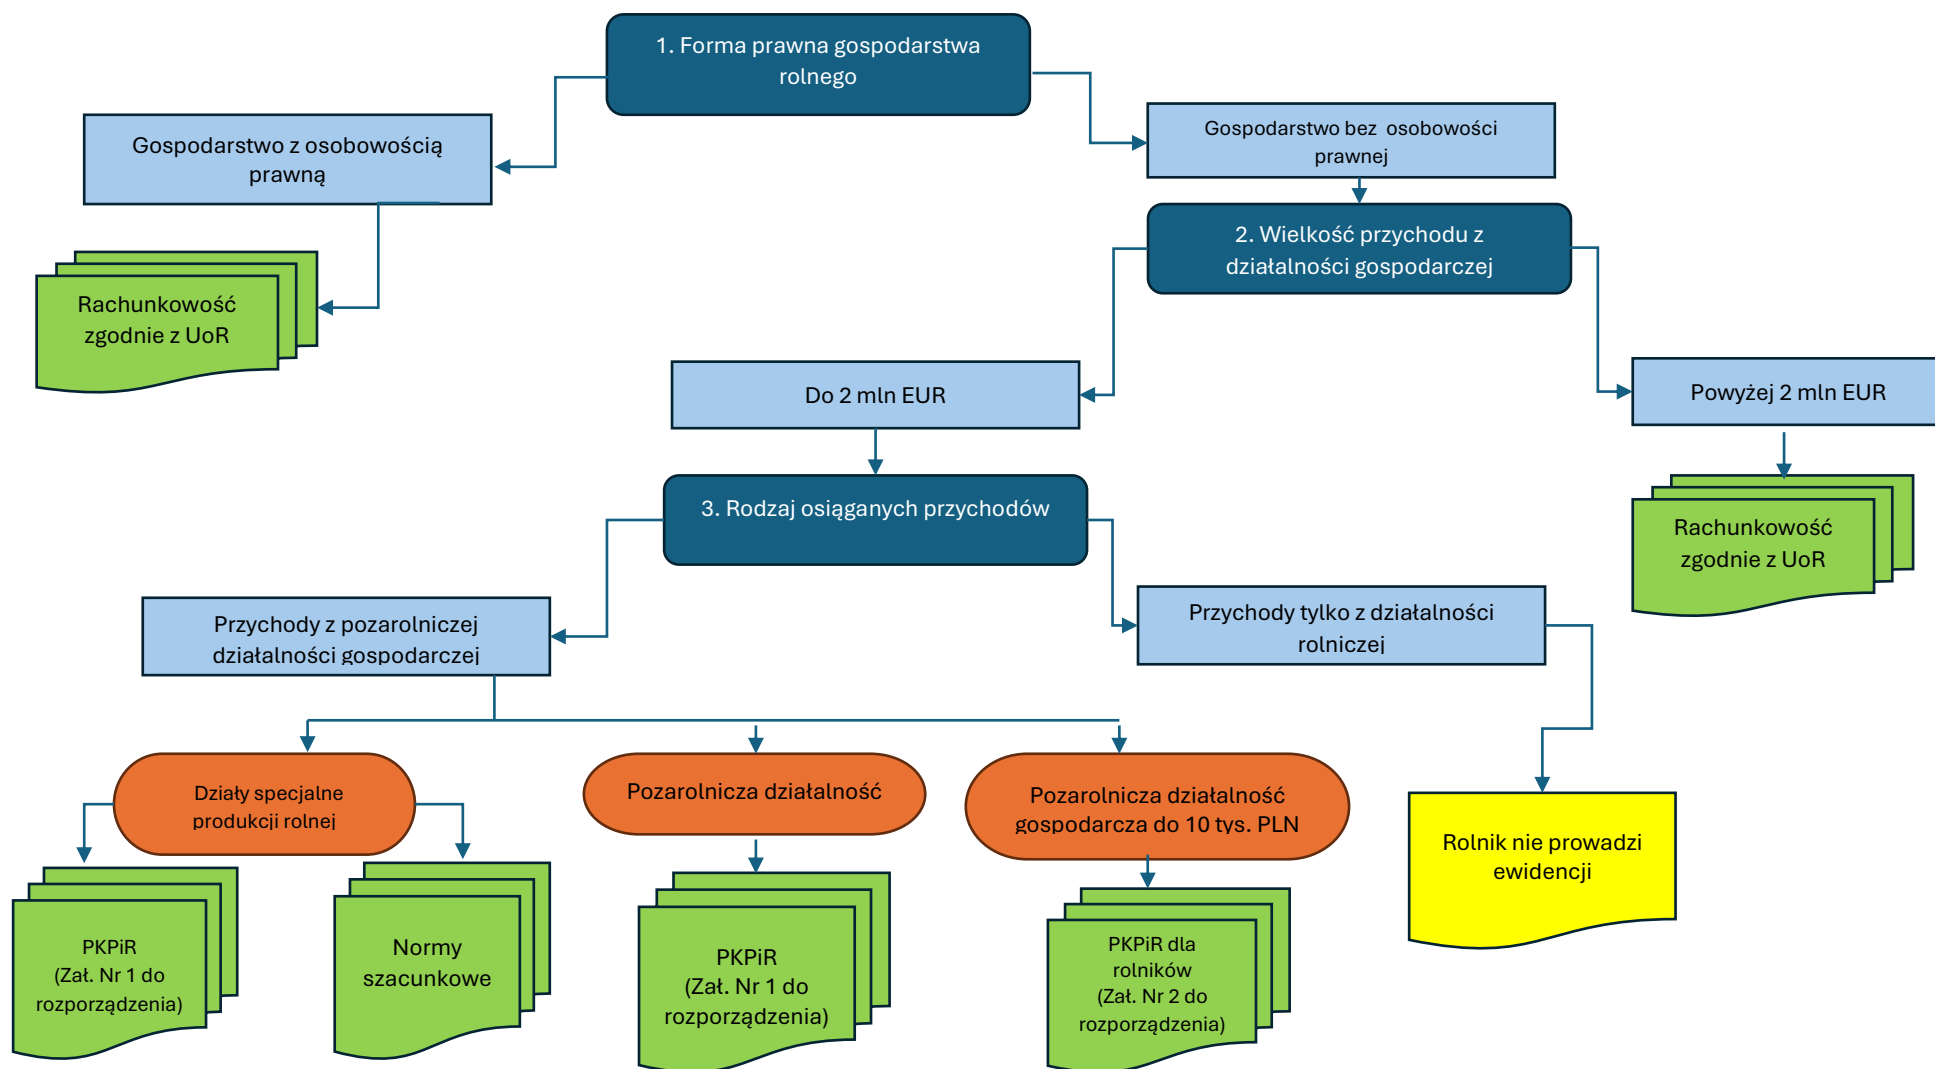 1. Forma prawna gospodarstwa
rolnego
Gospodarstwo z osobowością
prawną
Gospodarstwo bez osobowości
prawnej
2. Wielkość przychodu z
działalności gospodarczej
Rachunkowość
zgodnie z UoR
Do 2 mln EUR
Powyżej 2 mln EUR
3. Rodzaj osiąganych przychodów
Rachunkowość
zgodnie z UoR
Przychody z pozarolniczej
działalności gospodarczej
Przychody tylko z działalności
rolniczej
Działy specjalne
produkcji rolnej
Pozarolnicza działalność
Pozarolnicza działalność
gospodarcza do 10 tys. PLN
Rolnik nie prowadzi
ewidencji
PKPiR
(Zał. Nr 1 do
rozporządzenia)
Normy
szacunkowe
PKPiR
(Zał. Nr 1 do
rozporządzenia)
PKPiR dla
rolników
(Zał. Nr 2 do
rozporządzenia)